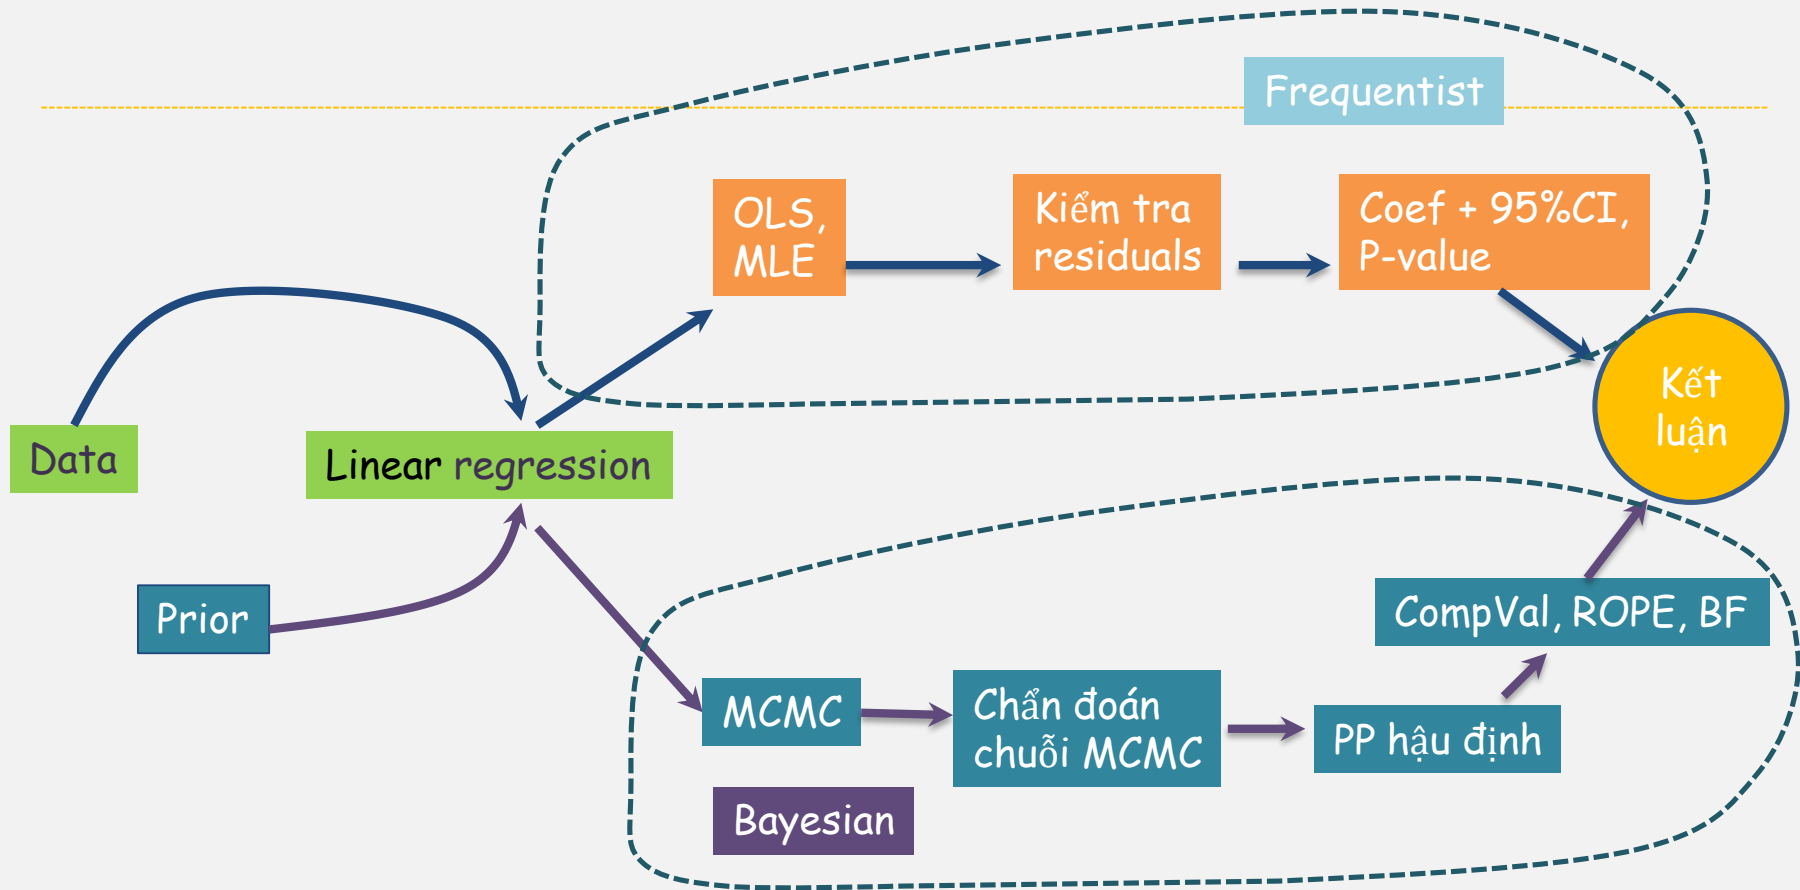 Frequentist
OLS,
MLE
Kiểm tra
residuals
Coef + 95%CI,
P-value
Kết
luận
Data
Linear regression
Prior
CompVal, ROPE, BF
MCMC
Chẩn đoán
chuỗi MCMC
PP hậu định
Bayesian